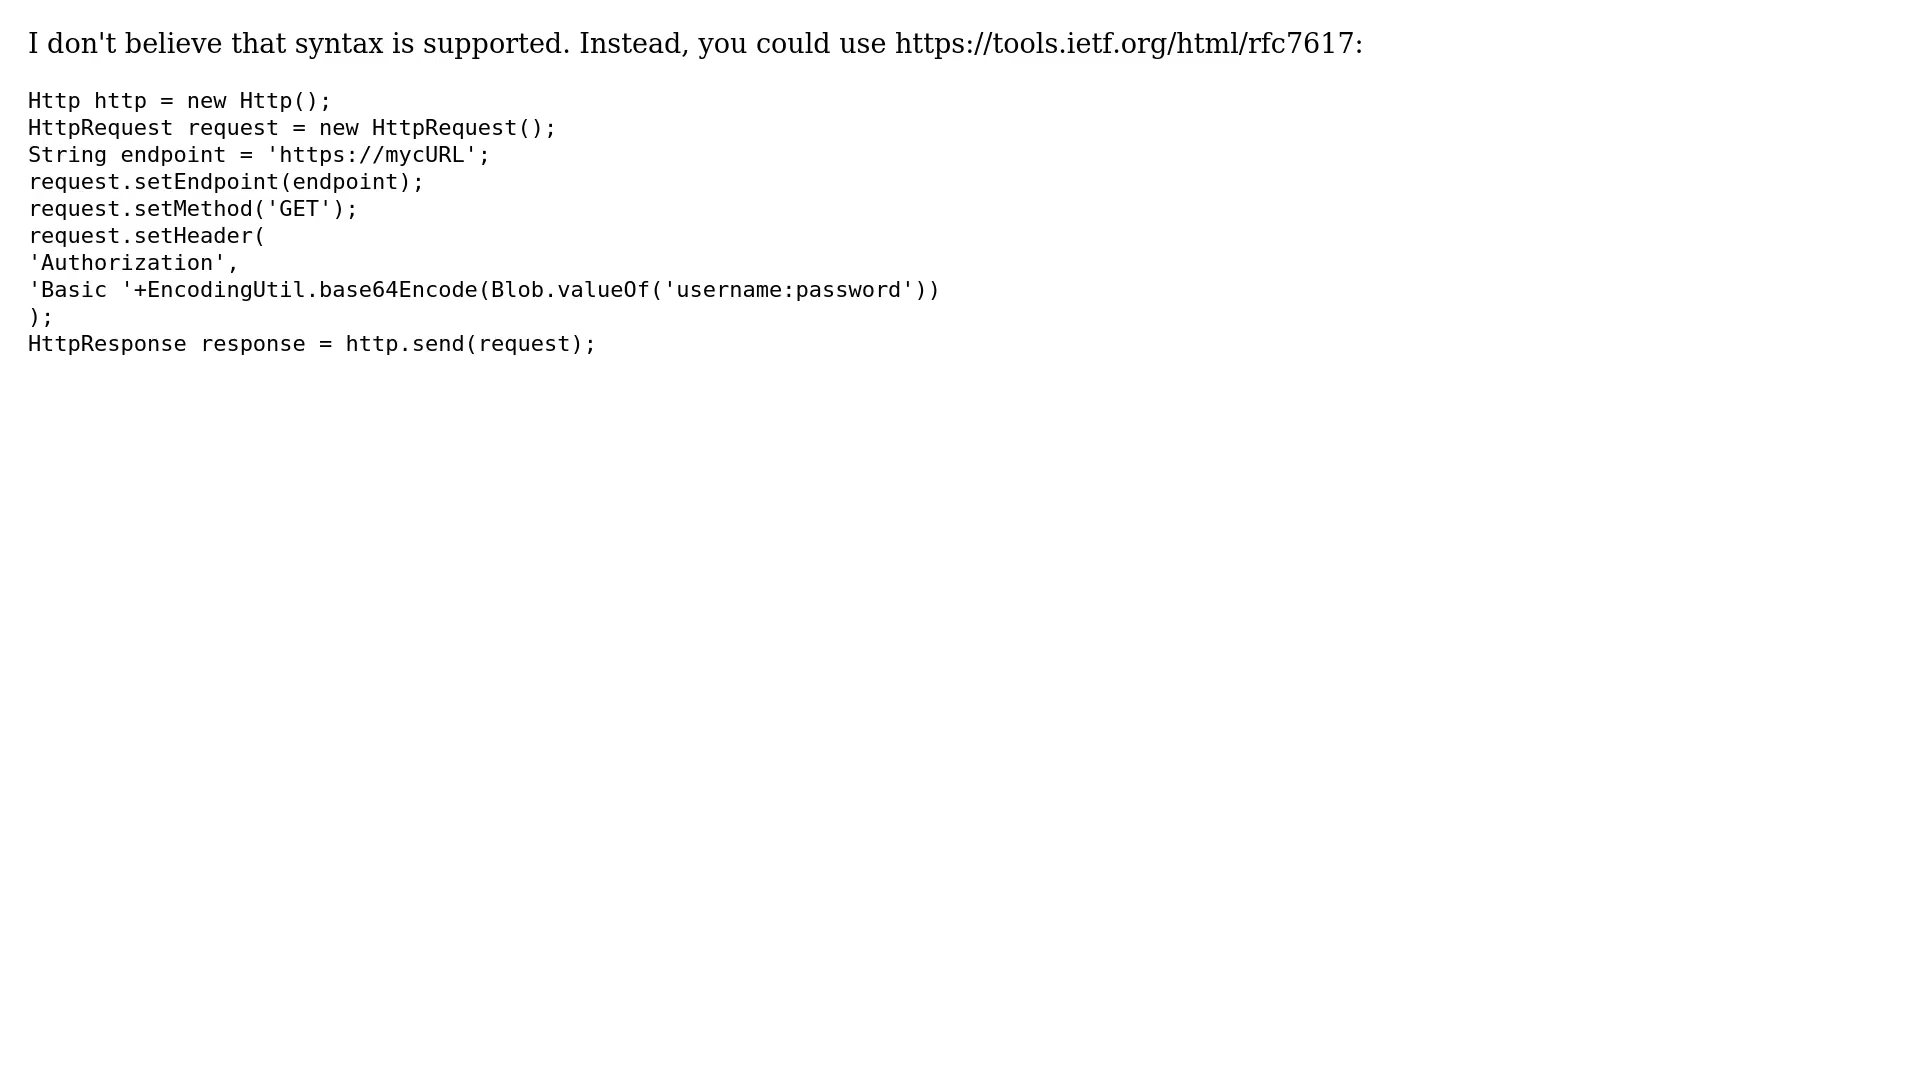 I don't believe that syntax is supported. Instead, you could use https://tools.ietf.org/html/rfc7617:
Http http = new Http();
HttpRequest request = new HttpRequest();
String endpoint = 'https://mycURL';
request.setEndpoint(endpoint);
request.setMethod('GET');
request.setHeader(
'Authorization',
'Basic '+EncodingUtil.base64Encode(Blob.valueOf('username:password'))
);
HttpResponse response = http.send(request);